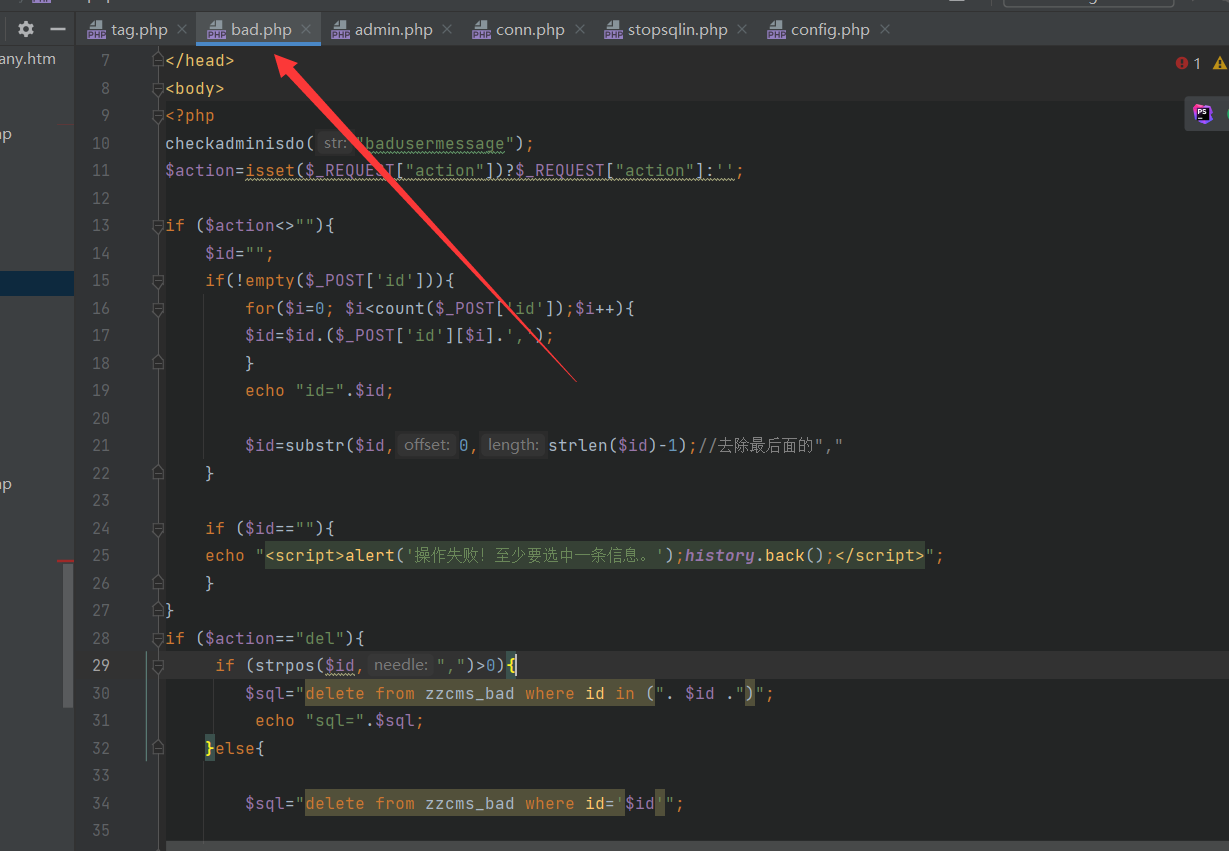 tag.php bad.php admin.php conn.php stopsqlin.php config.php
any.htm
7 </head>
1
8 <body>
9 <?php
10 checkadminisdo( str: "badusermessage");
11 $action=isset($_REQUEST["action"])?$_REQUEST["action"]:'';
12
13 if ($action<>""){
14 $id="";
15 if(!empty($_POST['id'])){
16 for($i=0; $i<count($_POST['id']);$i++){
17 $id=$id.($_POST['id'][$i].',');
18 }
19 echo "id=".$id;
20
21 $id=substr($id, offset: 0, length: strlen($id)-1);//去除最后面的","
22 }
23
24 if ($id==""){
25 echo "<script>alert('操作失败！至少要选中一条信息。');history.back();</script>";
26 }
27 }
28 if ($action=="del"){
29 if (strpos($id, needle: ",")>0){
30 $sql="delete from zzcms_bad where id in (". $id .")";
31 echo "sql=".$sql;
32 }else{
33
34 $sql="delete from zzcms_bad where id='$id'";
35